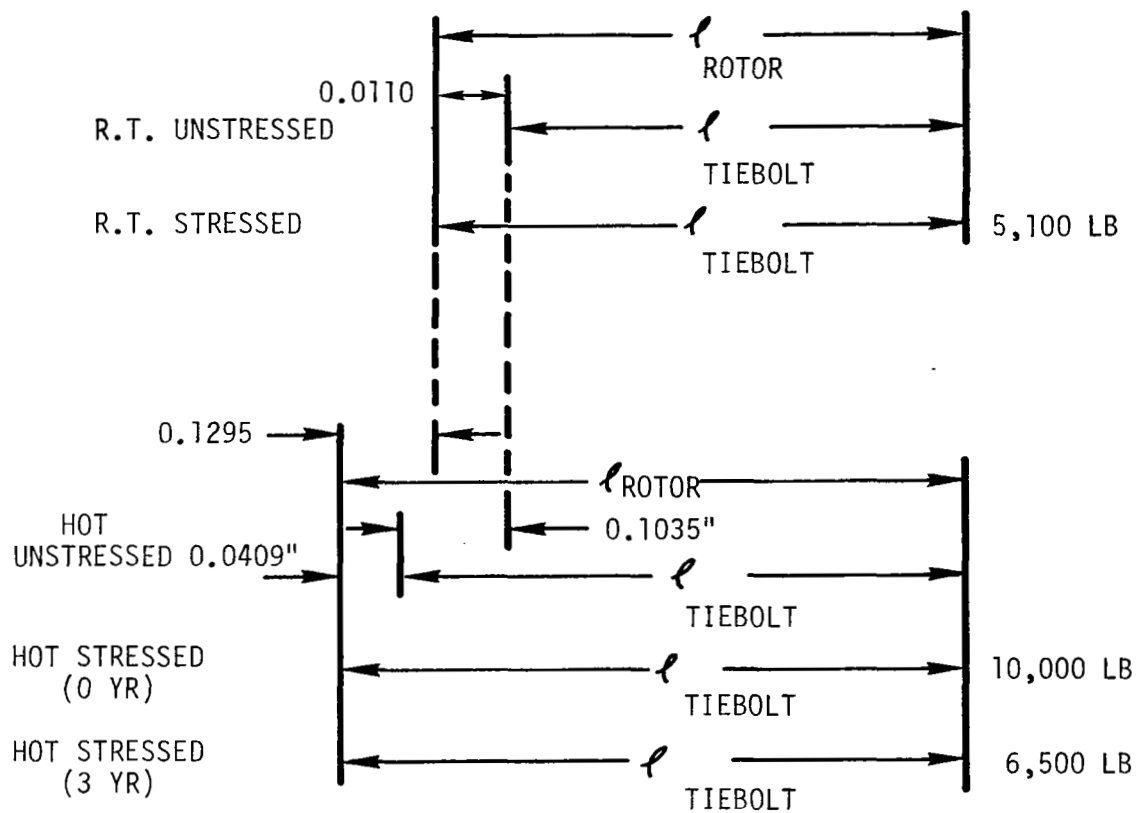 ℓ
ROTOR
0.0110
R.T. UNSTRESSED ℓ
TIEBOLT
R.T. STRESSED ℓ 5,100 LB
TIEBOLT
0.1295
ℓ ROTOR
HOT 0.1035"
UNSTRESSED 0.0409"
ℓ
TIEBOLT
HOT STRESSED ℓ 10,000 LB
(0 YR)
TIEBOLT
HOT STRESSED ℓ 6,500 LB
(3 YR)
TIEBOLT